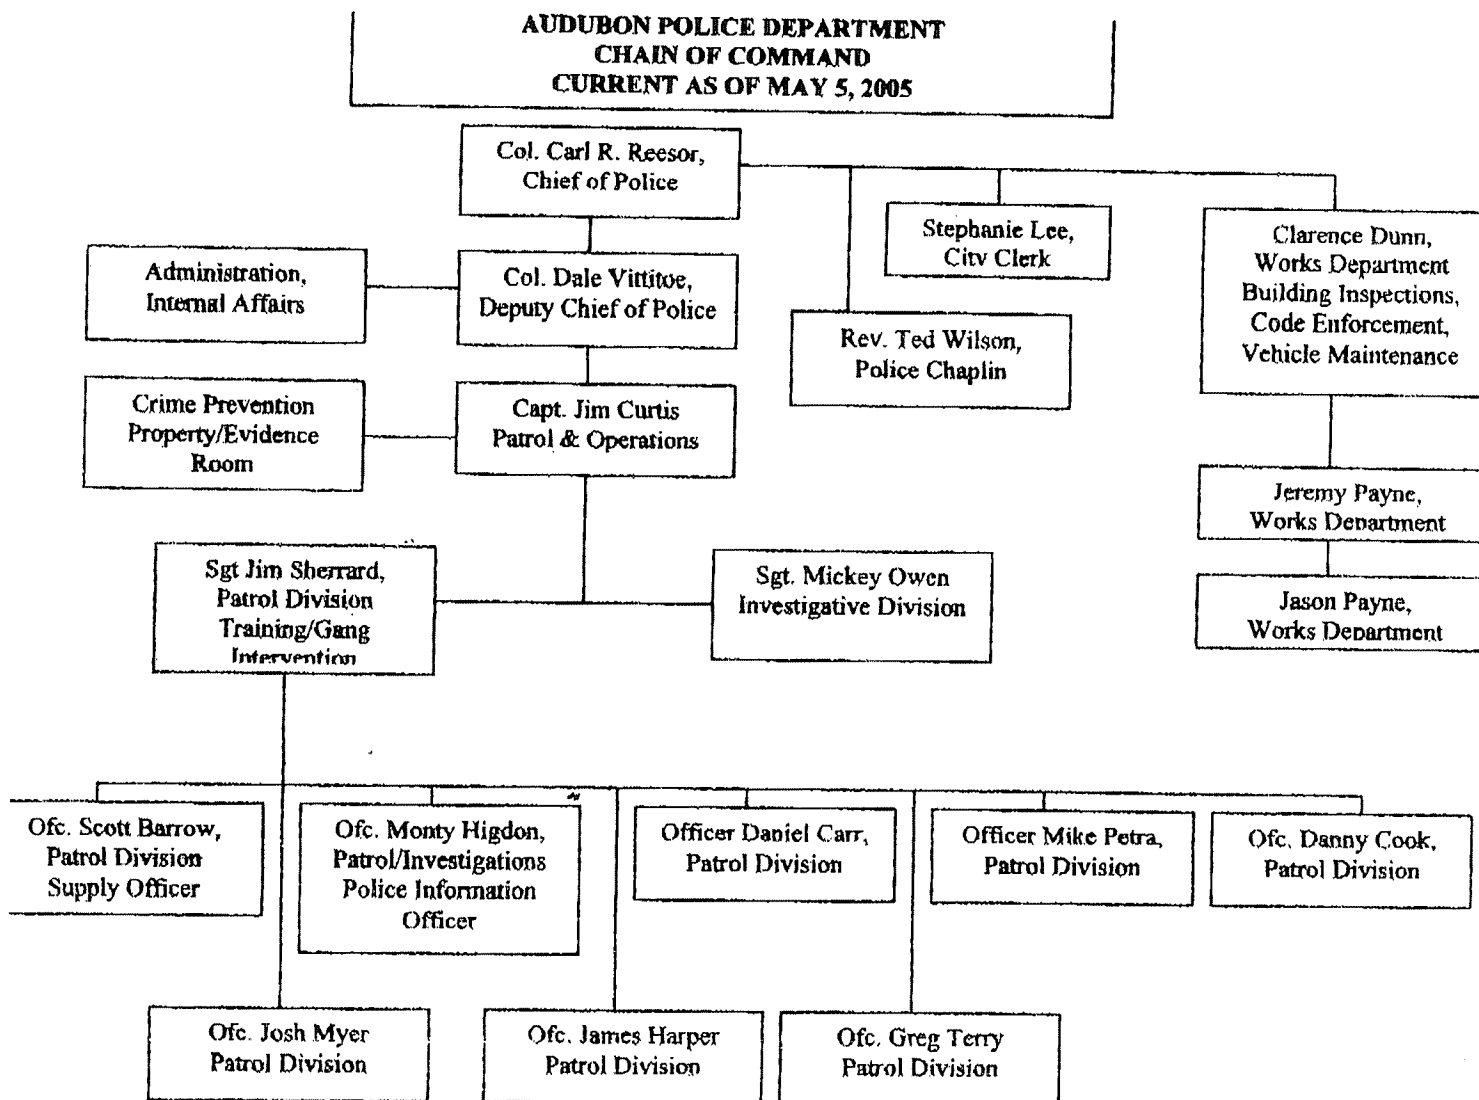 AUDUBON POLICE DEPARTMENT
CHAIN OF COMMAND
CURRENT AS OF MAY 5, 2005
Col. Carl R. Reesor,
Chief of Police
Stephanie Lee,
City Clerk
Clarence Dunn,
Works Department
Building Inspections,
Code Enforcement,
Vehicle Maintenance
Administration,
Internal Affairs
Col. Dale Vittitoe,
Deputy Chief of Police
Rev. Ted Wilson,
Police Chaplin
Crime Prevention
Property/Evidence
Room
Capt. Jim Curtis
Patrol & Operations
Jeremy Payne,
Works Department
Sgt Jim Sherrard,
Patrol Division
Training/Gang
Intervention
Sgt. Mickey Owen
Investigative Division
Jason Payne,
Works Department
Ofc. Scott Barrow,
Patrol Division
Supply Officer
Ofc. Monty Higdon,
Patrol/Investigations
Police Information
Officer
Officer Daniel Carr,
Patrol Division
Officer Mike Petra,
Patrol Division
Ofc. Danny Cook,
Patrol Division
Ofc. Josh Myer
Patrol Division
Ofc. James Harper
Patrol Division
Ofc. Greg Terry
Patrol Division